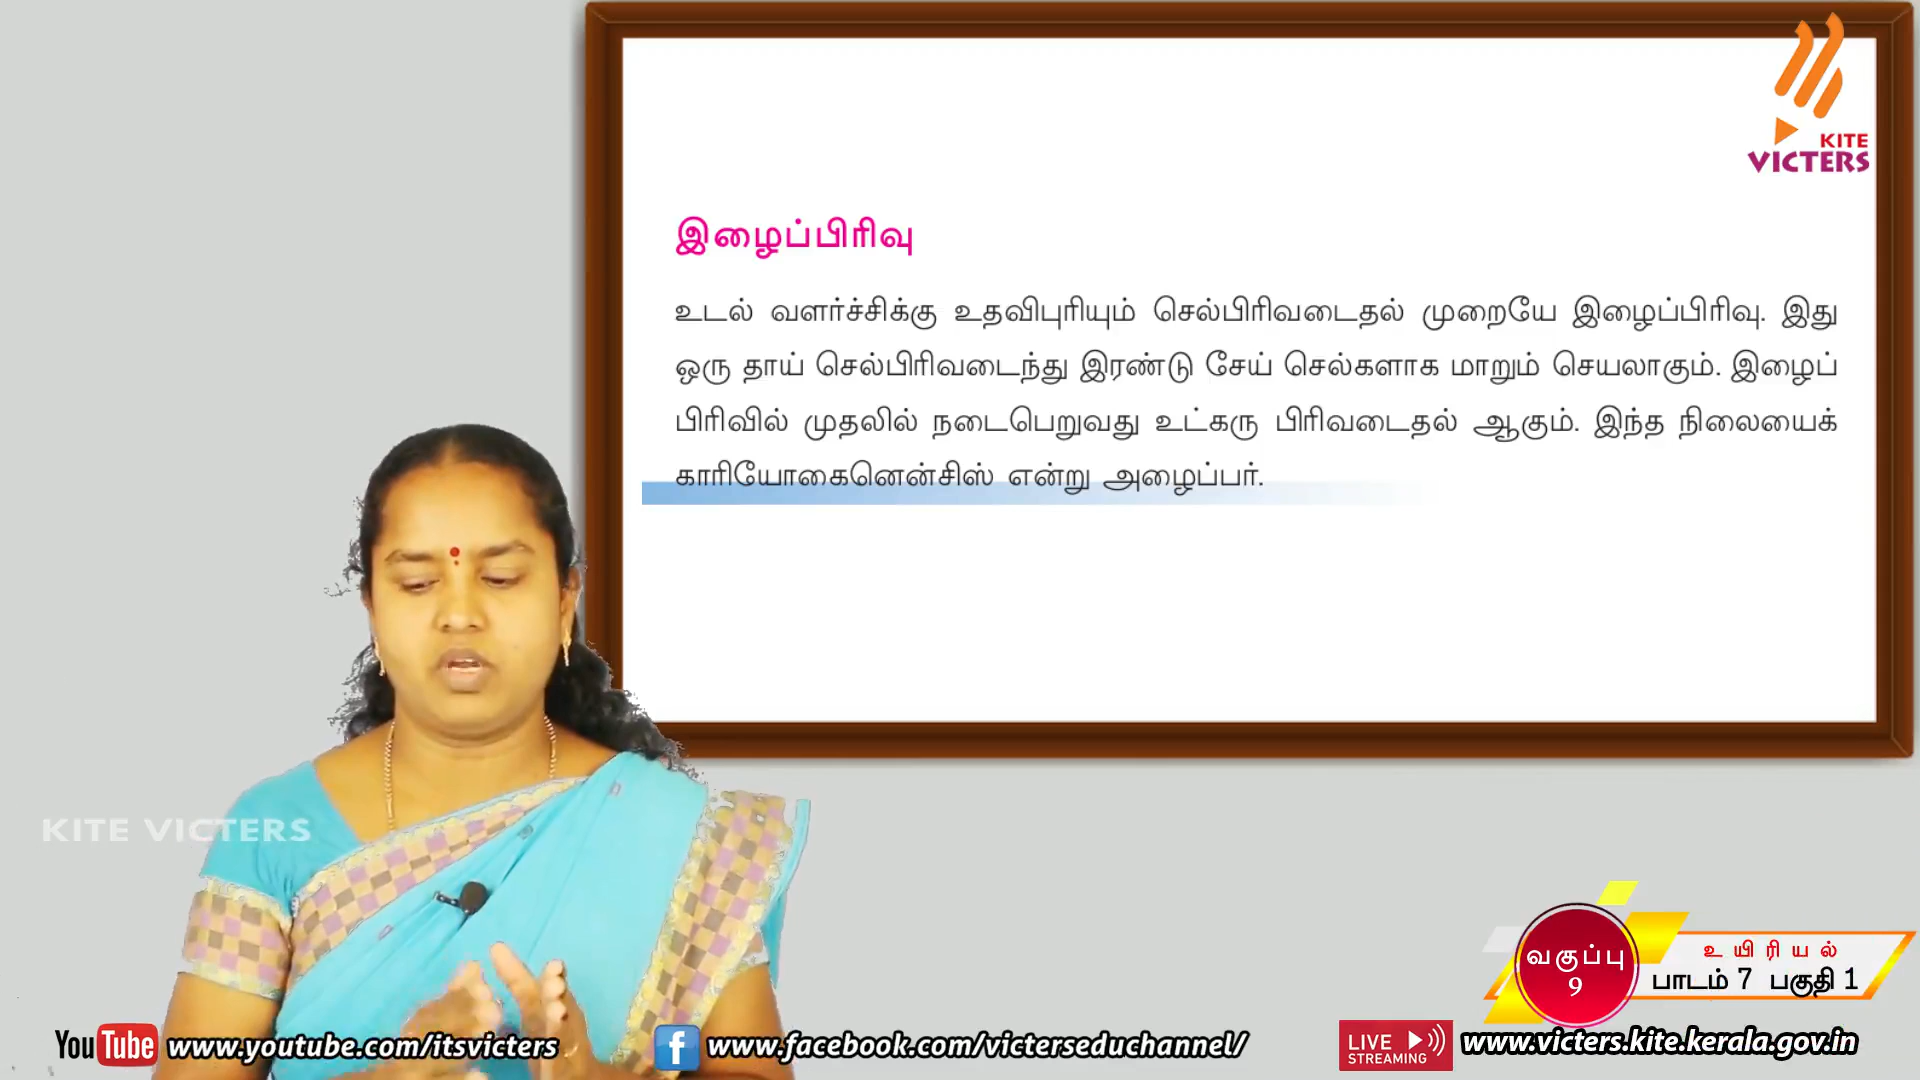 KITE
VICTERS
இழைப்பிரிவு
உடல் வளர்ச்சிக்கு உதவிபுரியும் செல்பிரிவடைதல் முறையே இழைப்பிரிவு. இது
ஒரு தாய் செல்பிரிவடைந்து இரண்டு சேய் செல்களாக மாறும் செயலாகும். இழைப்
பிரிவில் முதலில் நடைபெறுவது உட்கரு பிரிவடைதல் ஆகும். இந்த நிலையைக்
காரியோகைனென்சிஸ் என்று அழைப்பர்.
KITE VICTERS
வகுப்பு
9
உயிரியல்
பாடம் 7 பகுதி 1
YouTube www.youtube.com/itsvicters
f www.facebook.com/victerseduchannel/
LIVE
STREAMING
www.victers.kite.kerala.gov.in